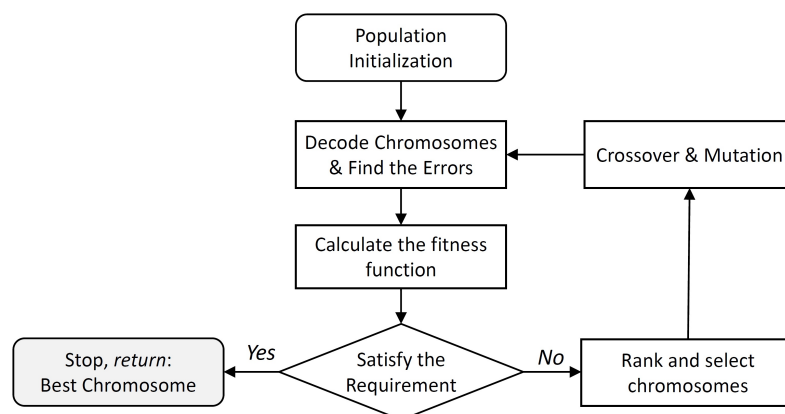 Population
Initialization
Decode Chromosomes
& Find the Errors
Crossover & Mutation
Calculate the fitness
function
Stop, return:
Best Chromosome
Yes
Satisfy the
Requirement
No
Rank and select
chromosomes